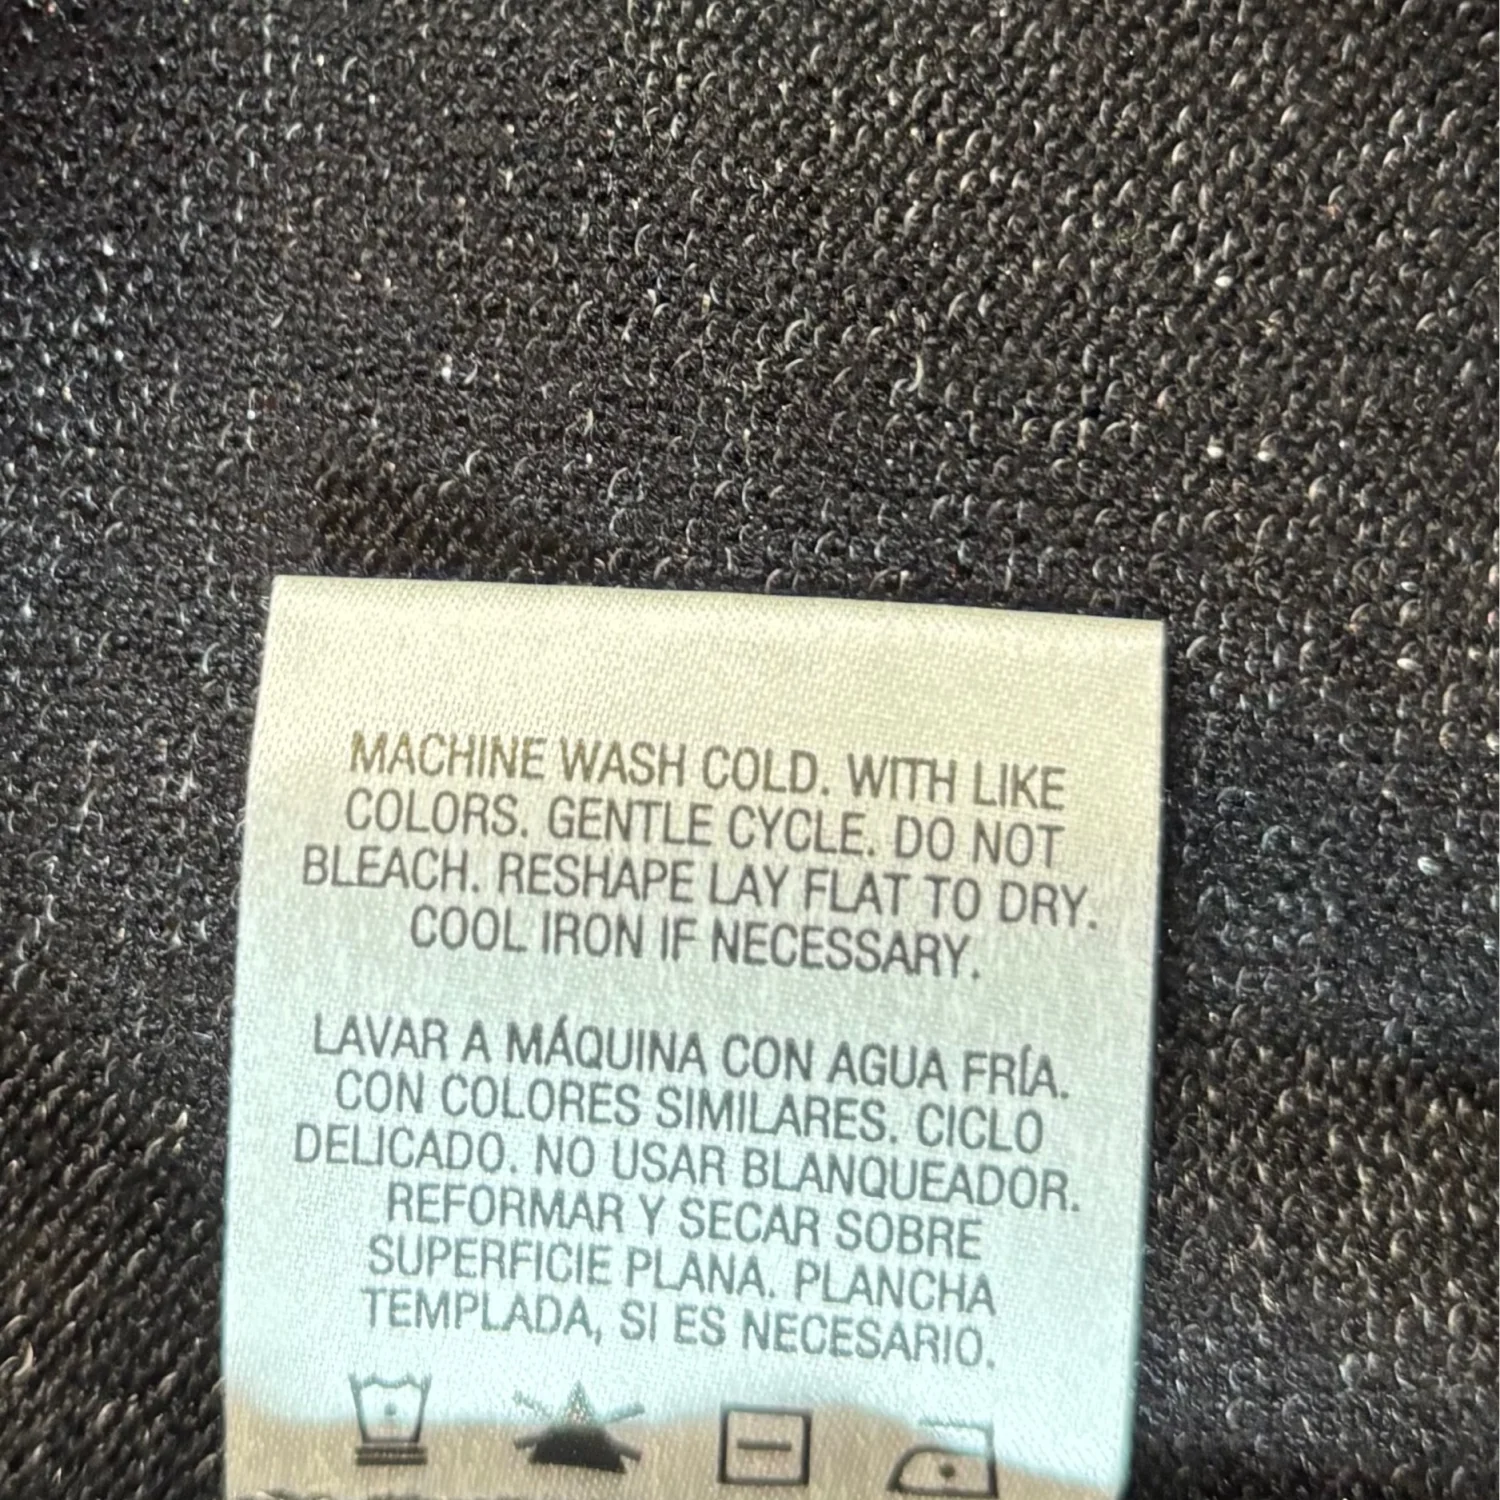 MACHINE WASH COLD. WITH LIKE
COLORS. GENTLE CYCLE. DO NOT
BLEACH. RESHAPE LAY FLAT TO DRY.
COOL IRON IF NECESSARY.
LAVAR A MÁQUINA CON AGUA FRÍA.
CON COLORES SIMILARES. CICLO
DELICADO. NO USAR BLANQUEADOR.
REFORMAR Y SECAR SOBRE
SUPERFICIE PLANA. PLANCHA
TEMPLADA, SI ES NECESARIO.